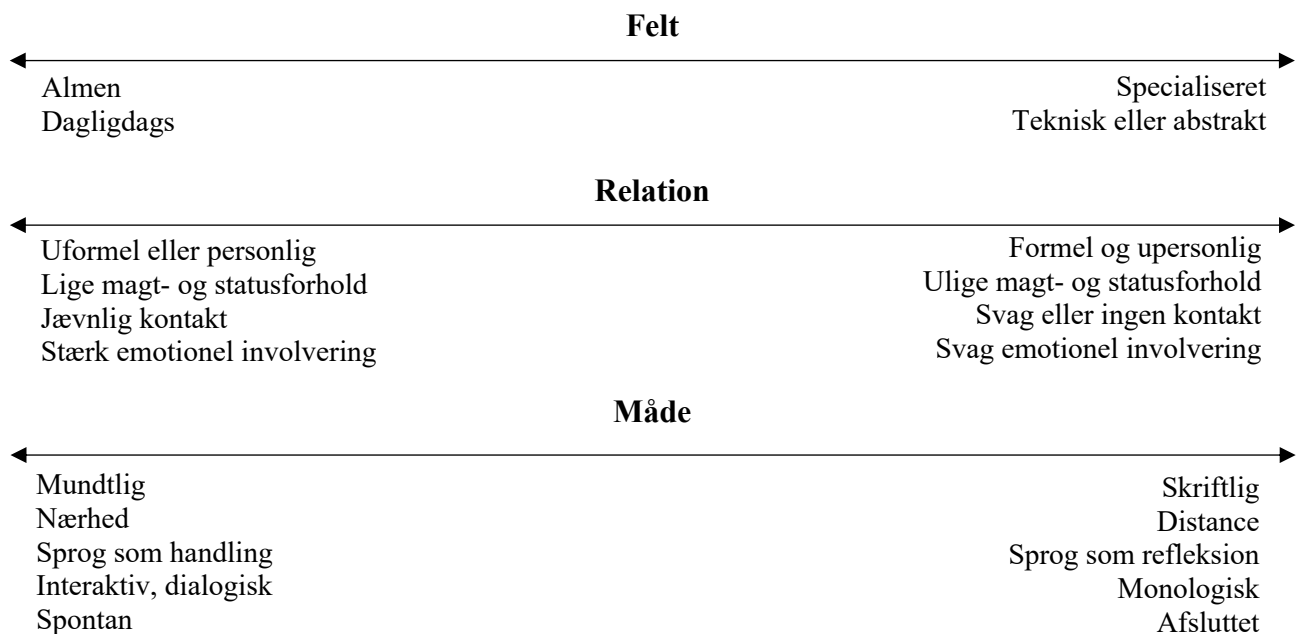 Felt
Almen Specialiseret
Dagligdags Teknisk eller abstrakt
Relation
Uformel eller personlig Formel og upersonlig
Lige magt- og statusforhold Ulige magt- og statusforhold
Jævnlig kontakt Svag eller ingen kontakt
Stærk emotionel involvering Svag emotionel involvering
Måde
Mundtlig Skriftlig
Nærhed Distance
Sprog som handling Sprog som refleksion
Interaktiv, dialogisk Monologisk
Spontan Afsluttet